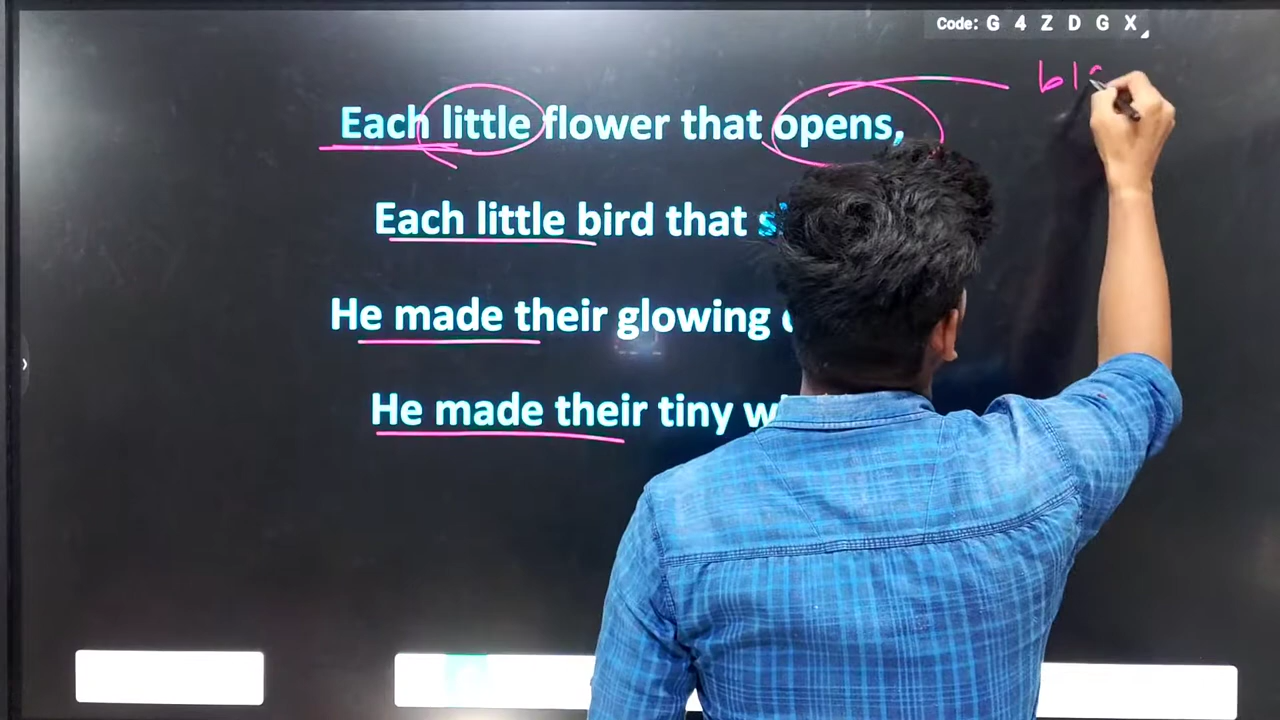 Code: G 4 Z D G X
Each little flower that opens,
Each little bird that
He made their glowing
He made their tiny